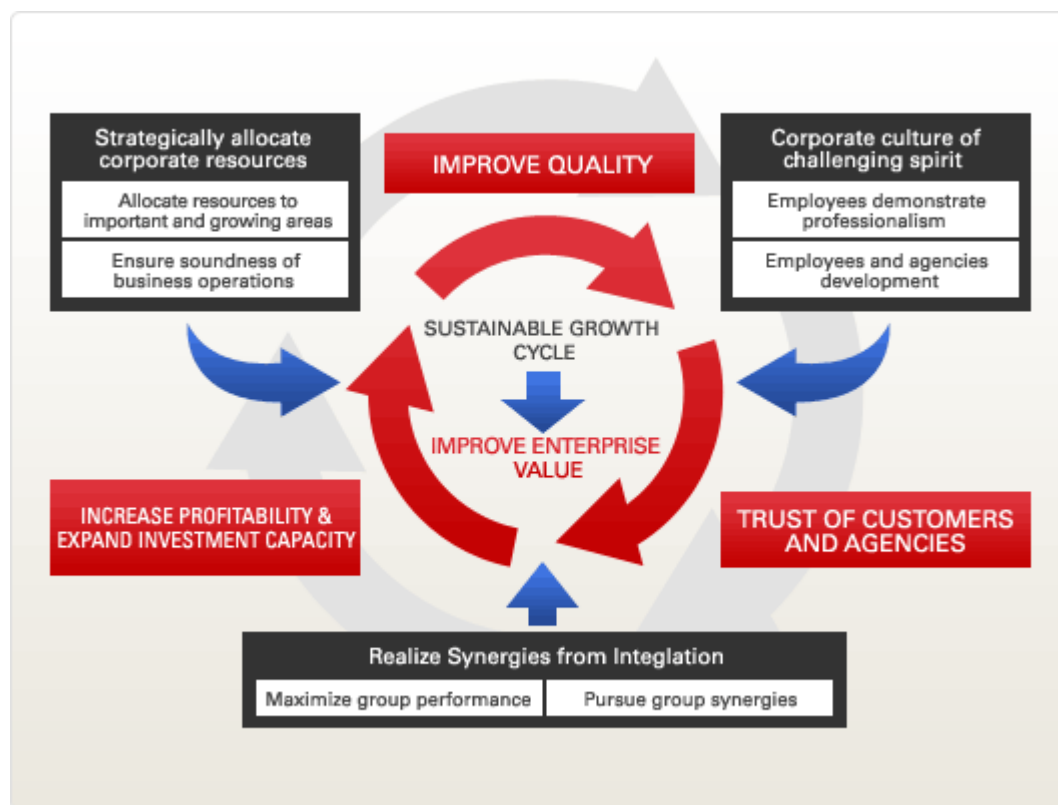 Strategically allocate
corporate resources
Allocate resources to
important and growing areas
Ensure soundness of
business operations
IMPROVE QUALITY
Corporate culture of
challenging spirit
Employees demonstrate
professionalism
Employees and agencies
development
SUSTAINABLE GROWTH
CYCLE
IMPROVE ENTERPRISE
VALUE
INCREASE PROFITABILITY &
EXPAND INVESTMENT CAPACITY
TRUST OF CUSTOMERS
AND AGENCIES
Realize Synergies from Integlation
Maximize group performance
Pursue group synergies